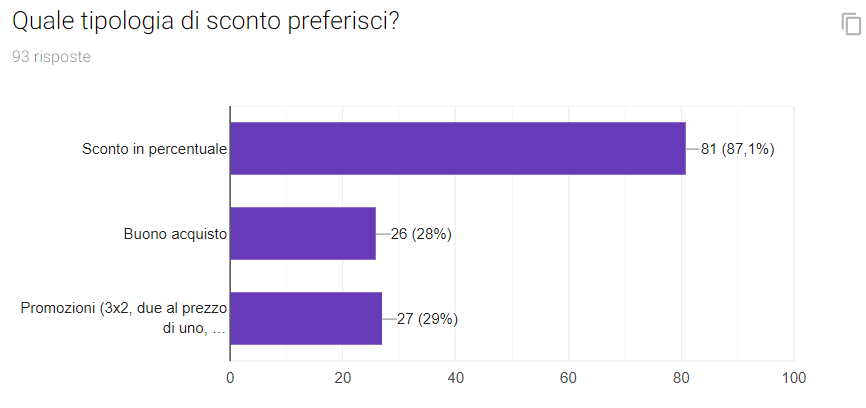 Quale tipologia di sconto preferisci?
93 risposte
Sconto in percentuale
81 (87,1%)
Buono acquisto
26 (28%)
Promozioni (3x2, due al prezzo
di uno, …
27 (29%)
0 20 40 60 80 100